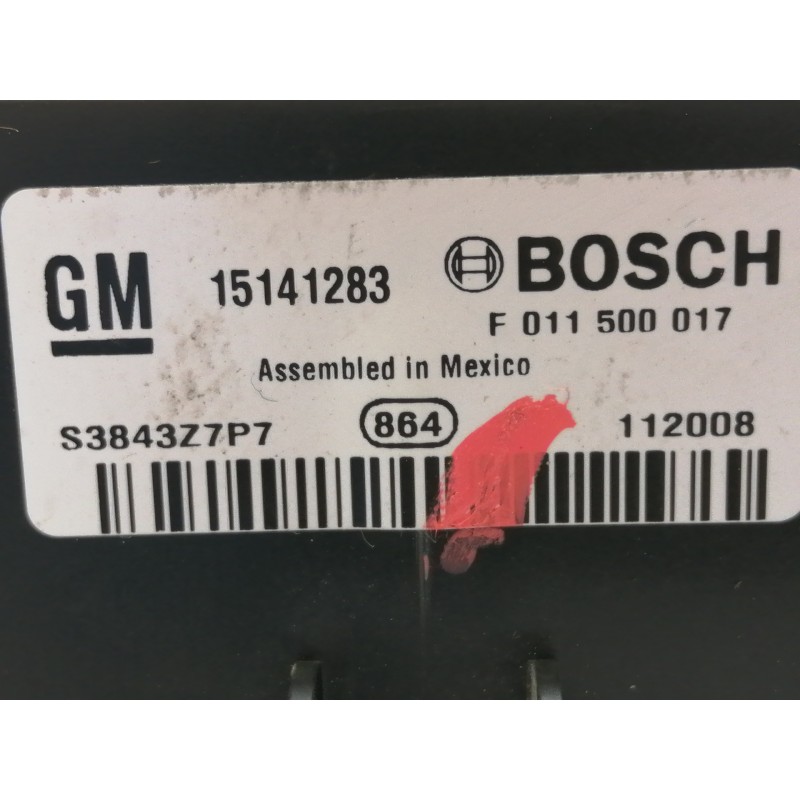 GM 15141283 BOSCH
F 011 500 017
Assembled in Mexico
S3843Z7P7 864 112008